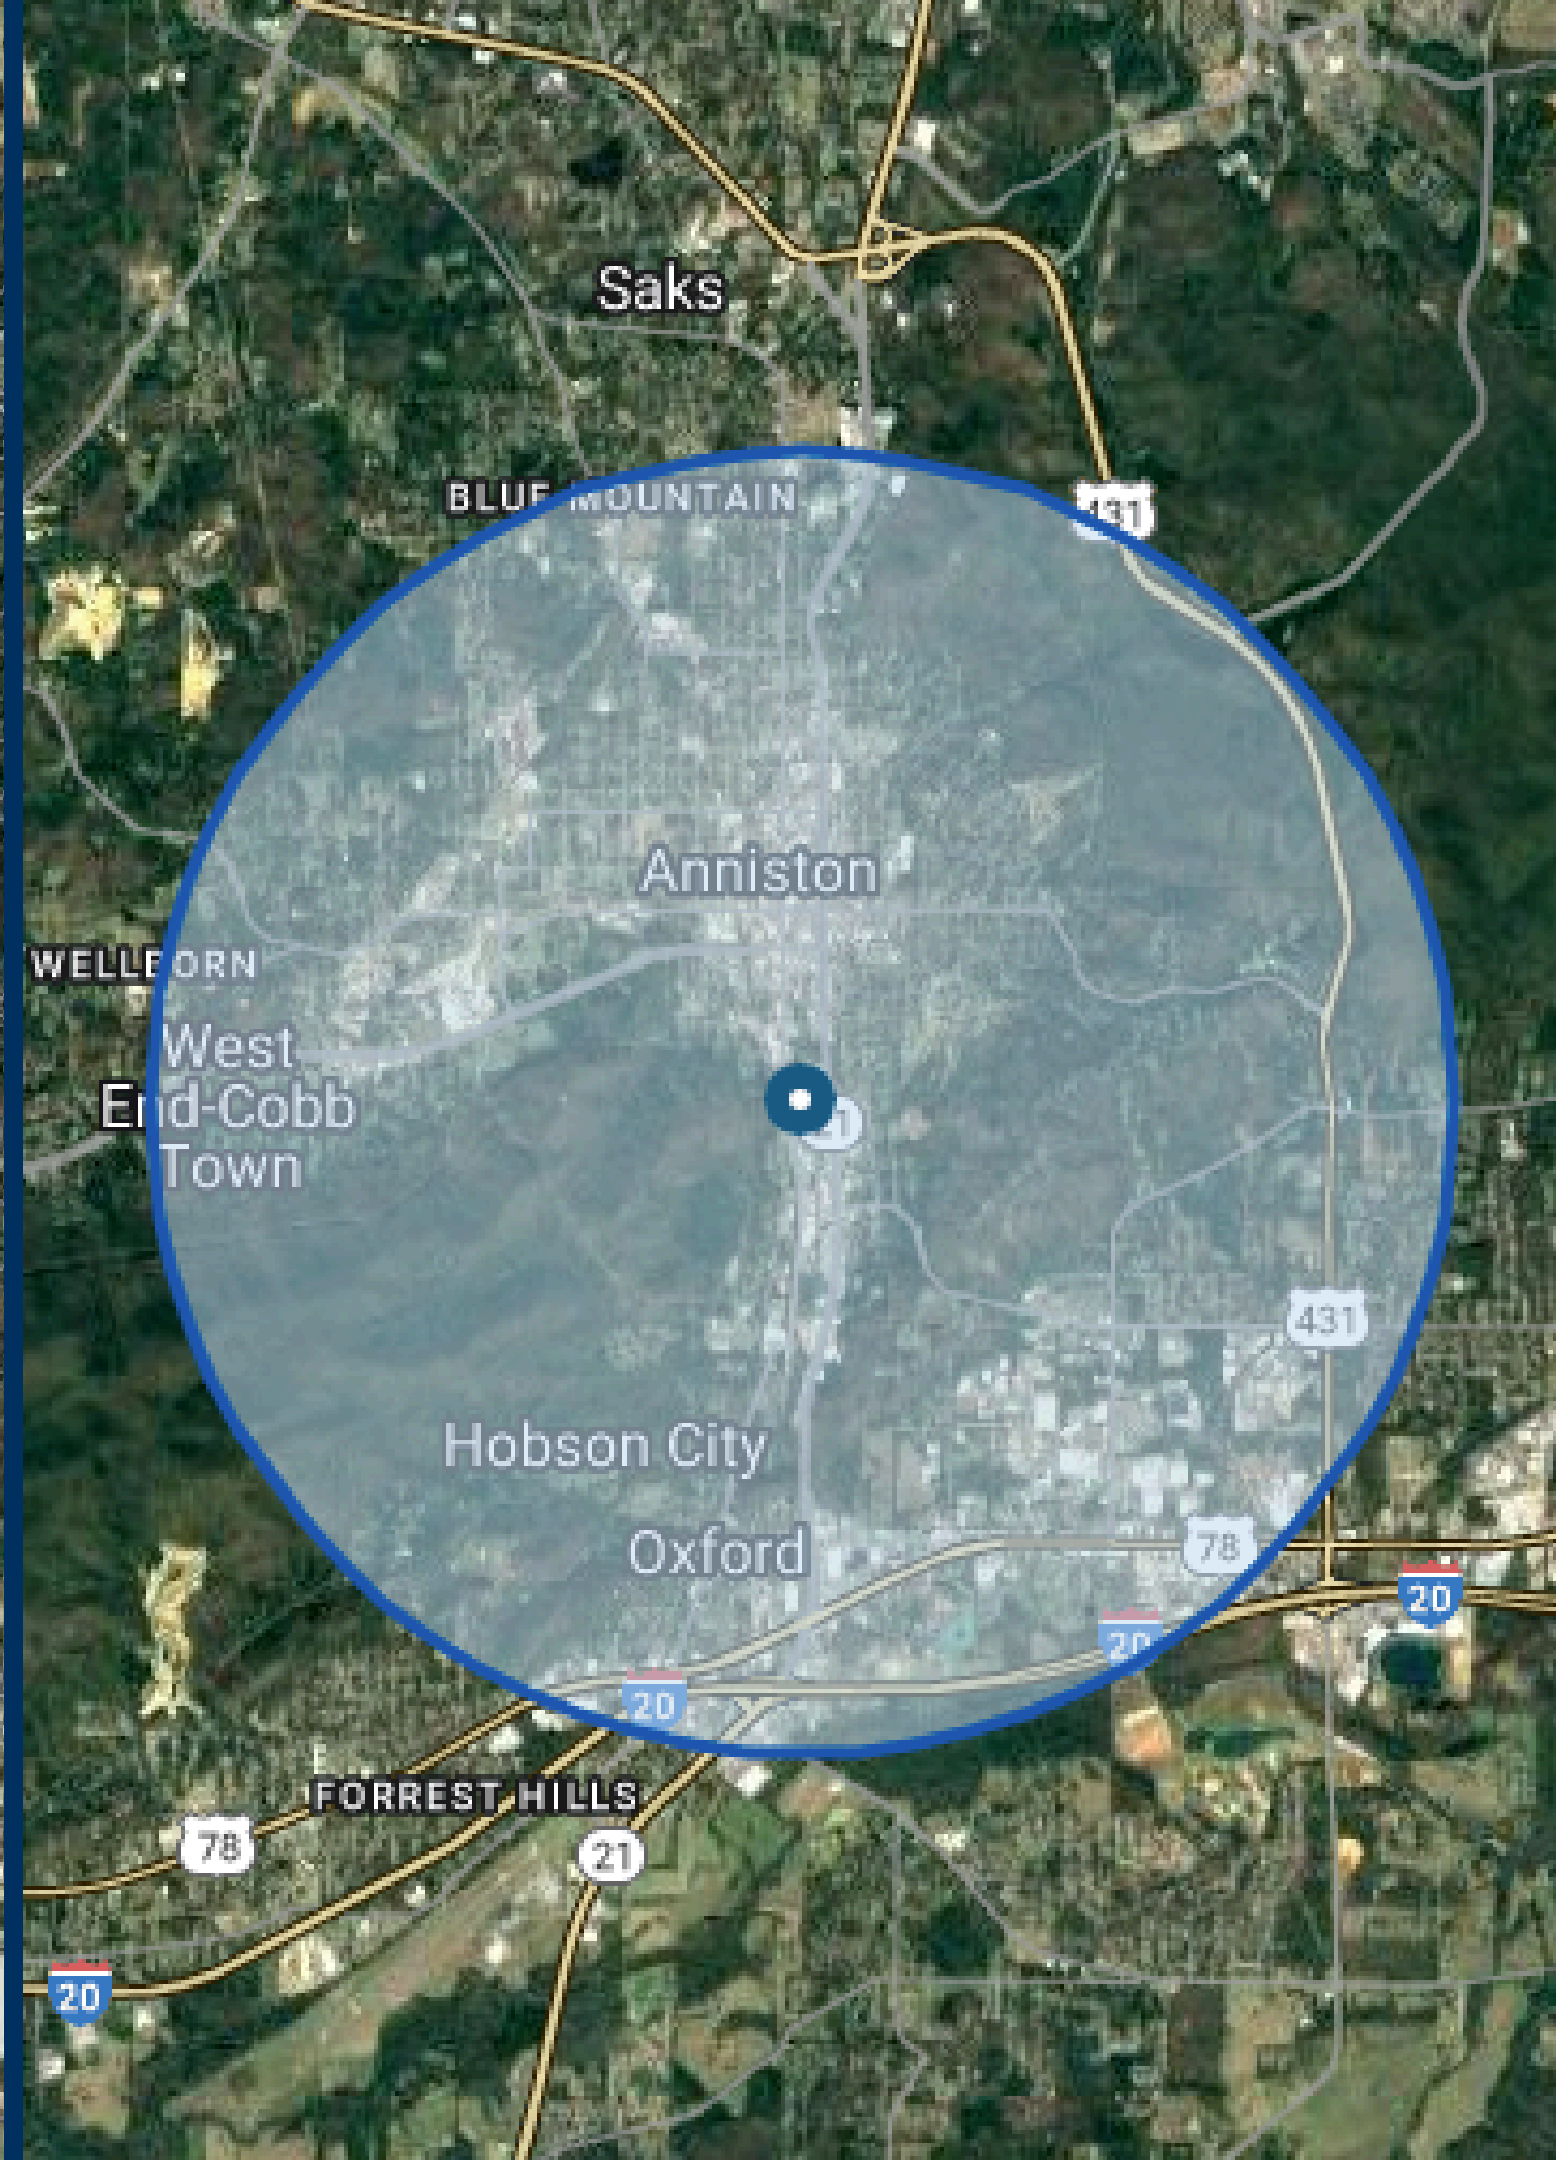 Saks
BLUE MOUNTAIN
431
Anniston
WELLBORN
West
End-Cobb
Town
431
Hobson City
Oxford
78
20
20
20
FORREST HILLS
78
21
20